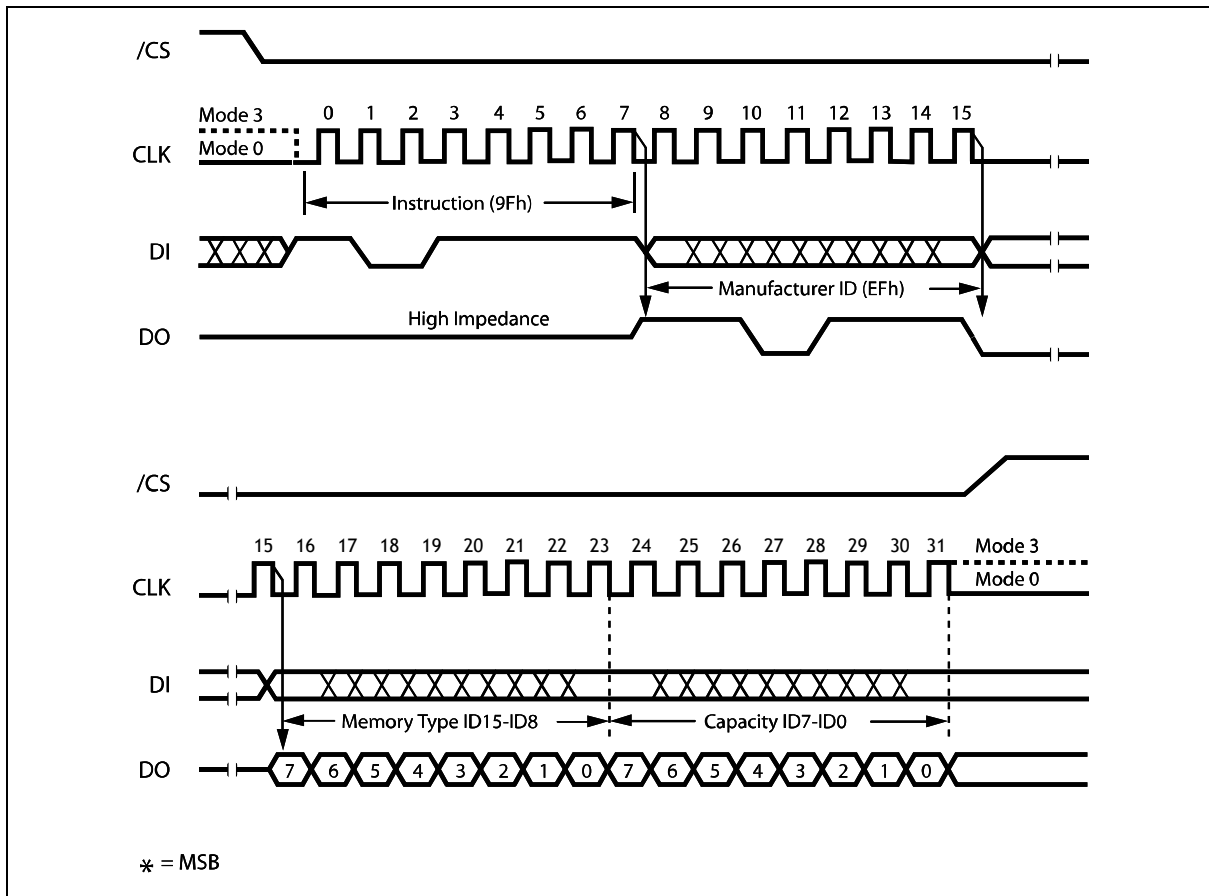 /CS
Mode 3
0 1 2 3 4 5 6 7 8 9 10 11 12 13 14 15
CLK
Mode 0
Instruction (9Fh)
DI
Manufacturer ID (EFh)
High Impedance
DO
/CS
15 16 17 18 19 20 21 22 23 24 25 26 27 28 29 30 31
Mode 3
CLK
Mode 0
DI
Memory Type ID15-ID8
Capacity ID7-ID0
DO
7 6 5 4 3 2 1 0 7 6 5 4 3 2 1 0
* = MSB